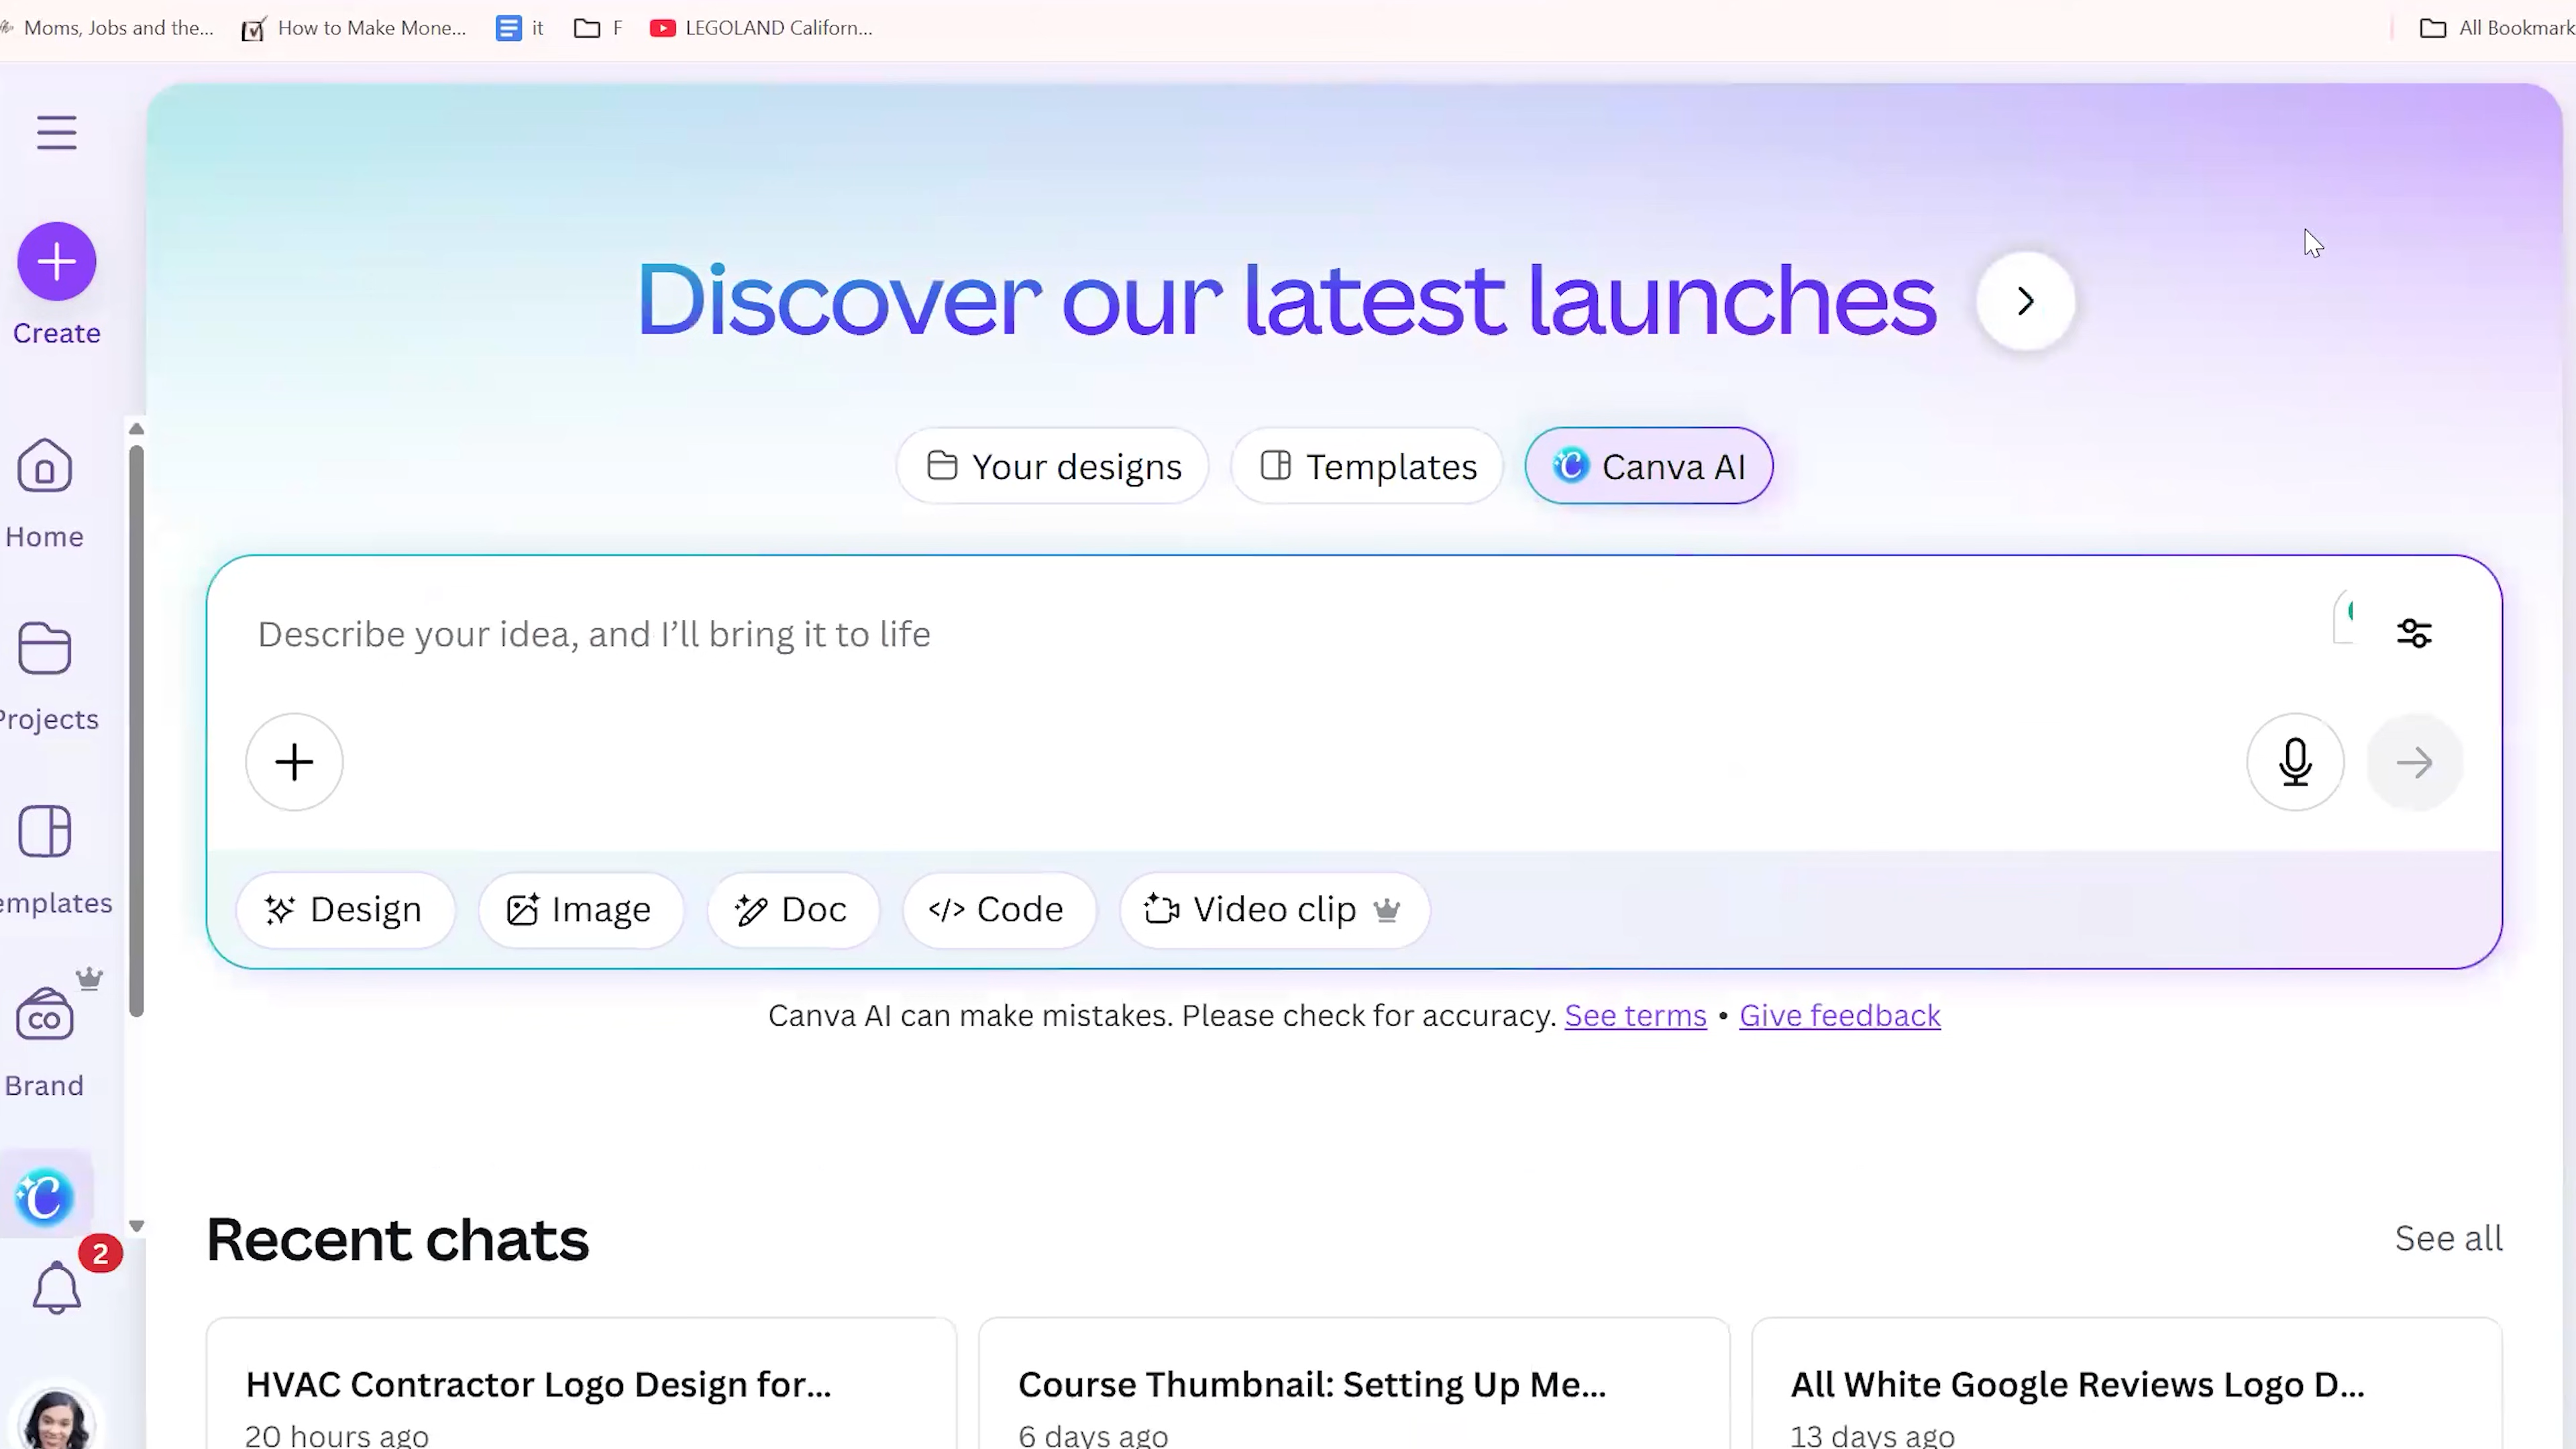 Moms, Jobs and the... How to Make Mone... it F LEGOLAND Californ... All Bookmark
Create
Home
Projects
emplates
CO
Brand
2
Discover our latest launches
Your designs Templates Canva AI
Describe your idea, and I'll bring it to life
Design Image Doc </> Code Video clip
Canva AI can make mistakes. Please check for accuracy. See terms • Give feedback
Recent chats See all
HVAC Contractor Logo Design for... Course Thumbnail: Setting Up Me... All White Google Reviews Logo D...
20 hours ago 6 days ago 13 days ago